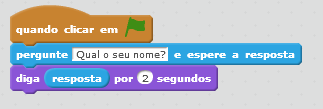 quando clicar em
pergunte Qual o seu nome? e espere a resposta
diga resposta por 2 segundos